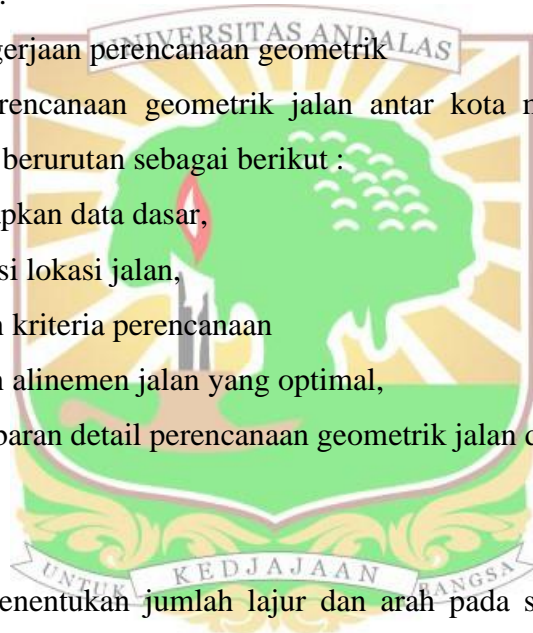 UNIVERSITAS ANDALAS
gerjaan perencanaan geometrik
rencanaan geometrik jalan antar kota
berurutan sebagai berikut :
pkan data dasar,
si lokasi jalan,
n kriteria perencanaan
n alinemen jalan yang optimal,
baran detail perencanaan geometrik jalan d
UNTUK KEDJAJAAN BANGSA
enentukan jumlah lajur dan arah pada s